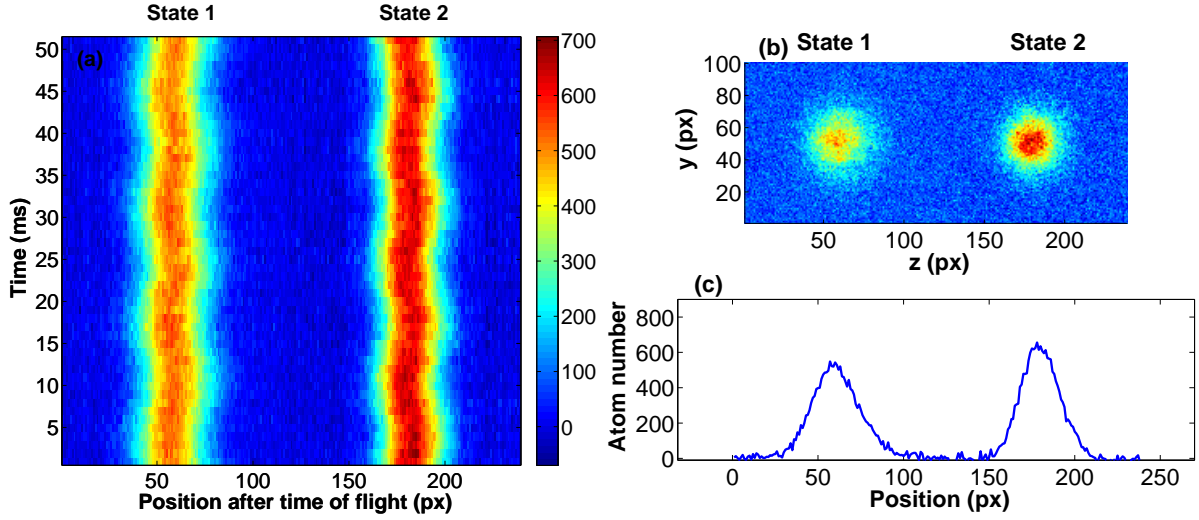 State 1 State 2
(a)
50
45
40
35
30
25
20
15
10
5
Time (ms)
50 100 150 200
Position after time of flight (px)
700
600
500
400
300
200
100
0
(b) State 1 State 2
100
80
60
40
20
y (px)
50 100 150 200
z (px)
(c)
800
600
400
200
0
Atom number
0 50 100 150 200 250
Position (px)